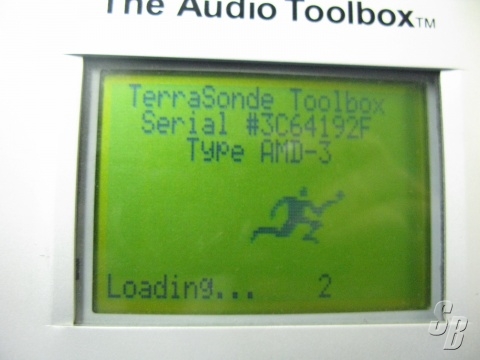 The Audio Toolbox™
TerraSonde Toolbox
Serial #3C64192F
Type AMD-3
Loading... 2
SB